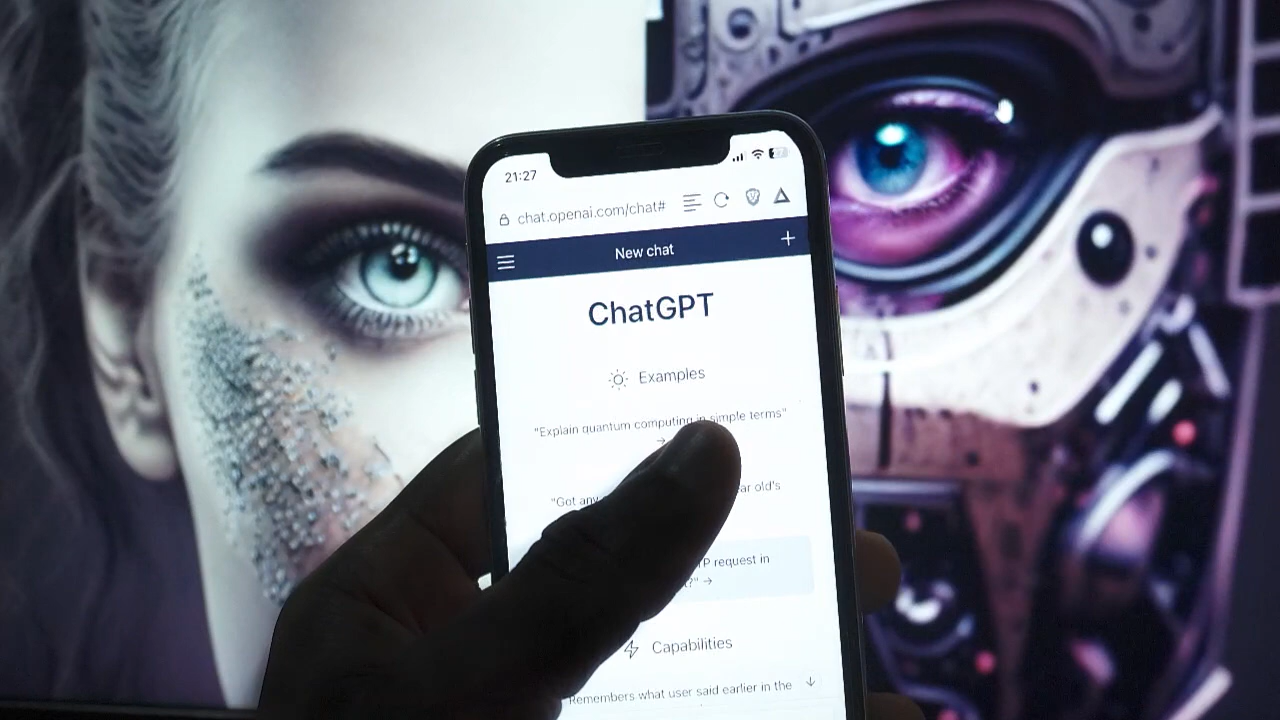 21:27
chat.openai.com/chat#
New chat
ChatGPT
Examples
"Explain quantum computing in simple terms"
→
"Got any
ar old's
request in
?" →
Capabilities
Remembers what user said earlier in the